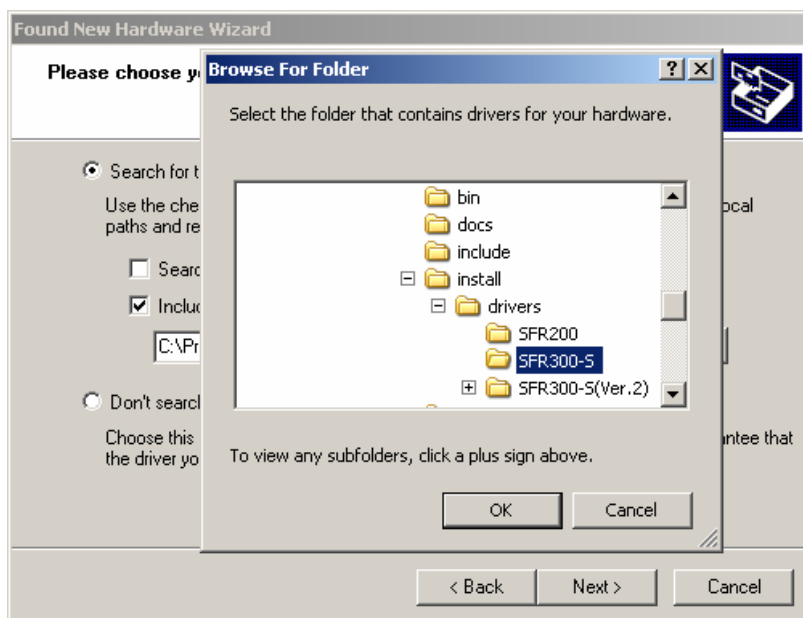 Found New Hardware Wizard
Please choose y
Browse For Folder
Select the folder that contains drivers for your hardware.
Search for t
Use the che
paths and re
ocal
Searc
Includ
C:\Pr
bin
docs
include
install
drivers
SFR200
SFR300-S
SFR300-S(Ver.2)
Don't search
Choose this
the driver yo
ntee that
To view any subfolders, click a plus sign above.
OK
Cancel
< Back
Next >
Cancel